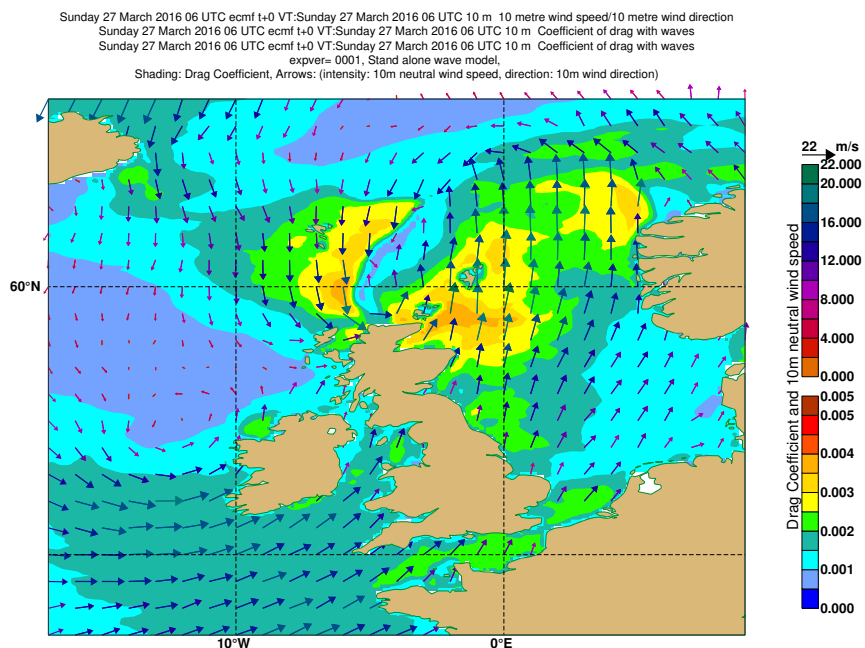 Sunday 27 March 2016 06 UTC ecmf t+0 VT:Sunday 27 March 2016 06 UTC 10 m 10 metre wind speed/10 metre wind direction
Sunday 27 March 2016 06 UTC ecmf t+0 VT:Sunday 27 March 2016 06 UTC 10 m Coefficient of drag with waves
Sunday 27 March 2016 06 UTC ecmf t+0 VT:Sunday 27 March 2016 06 UTC 10 m Coefficient of drag with waves
expver= 0001, Stand alone wave model,
Shading: Drag Coefficient, Arrows: (intensity: 10m neutral wind speed, direction: 10m wind direction)
22 m/s
22.000
20.000
16.000
12.000
8.000
4.000
0.000
0.005
0.005
0.004
0.003
0.002
0.001
0.000
Drag Coefficient and 10m neutral wind speed
60°N
10°W 0°E